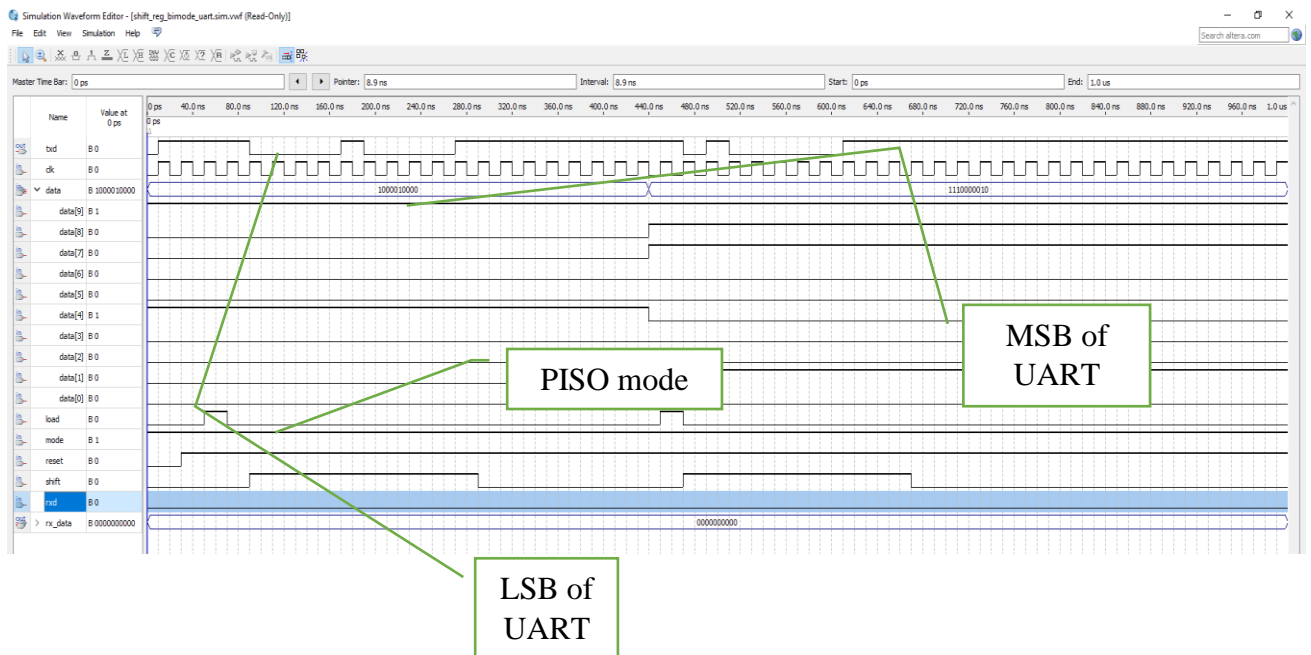 Simulation Waveform Editor - [shift_reg_bimode_uart.sim.vwf (Read-Only)]
File Edit View Simulation Help
Search altera.com
Master Time Bar: 0 ps Pointer: 8.9 ns Interval: 8.9 ns Start: 0 ps End: 1.0 us
Name Value at 0 ps
0 ps 40.0 ns 80.0 ns 120.0 ns 160.0 ns 200.0 ns 240.0 ns 280.0 ns 320.0 ns 360.0 ns 400.0 ns 440.0 ns 480.0 ns 520.0 ns 560.0 ns 600.0 ns 640.0 ns 680.0 ns 720.0 ns 760.0 ns 800.0 ns 840.0 ns 880.0 ns 920.0 ns 960.0 ns 1.0 us
0 ps
txd B 0
clk B 0
data B 1000010000 1000010000 1110000010
data[9] B 1
data[8] B 0
data[7] B 0
data[6] B 0
data[5] B 0
data[4] B 1
data[3] B 0
data[2] B 0
data[1] B 0
data[0] B 0
load B 0
mode B 1
reset B 0
shift B 0
rxd B 0
rx_data B 0000000000 0000000000
PISO mode
MSB of
UART
LSB of
UART